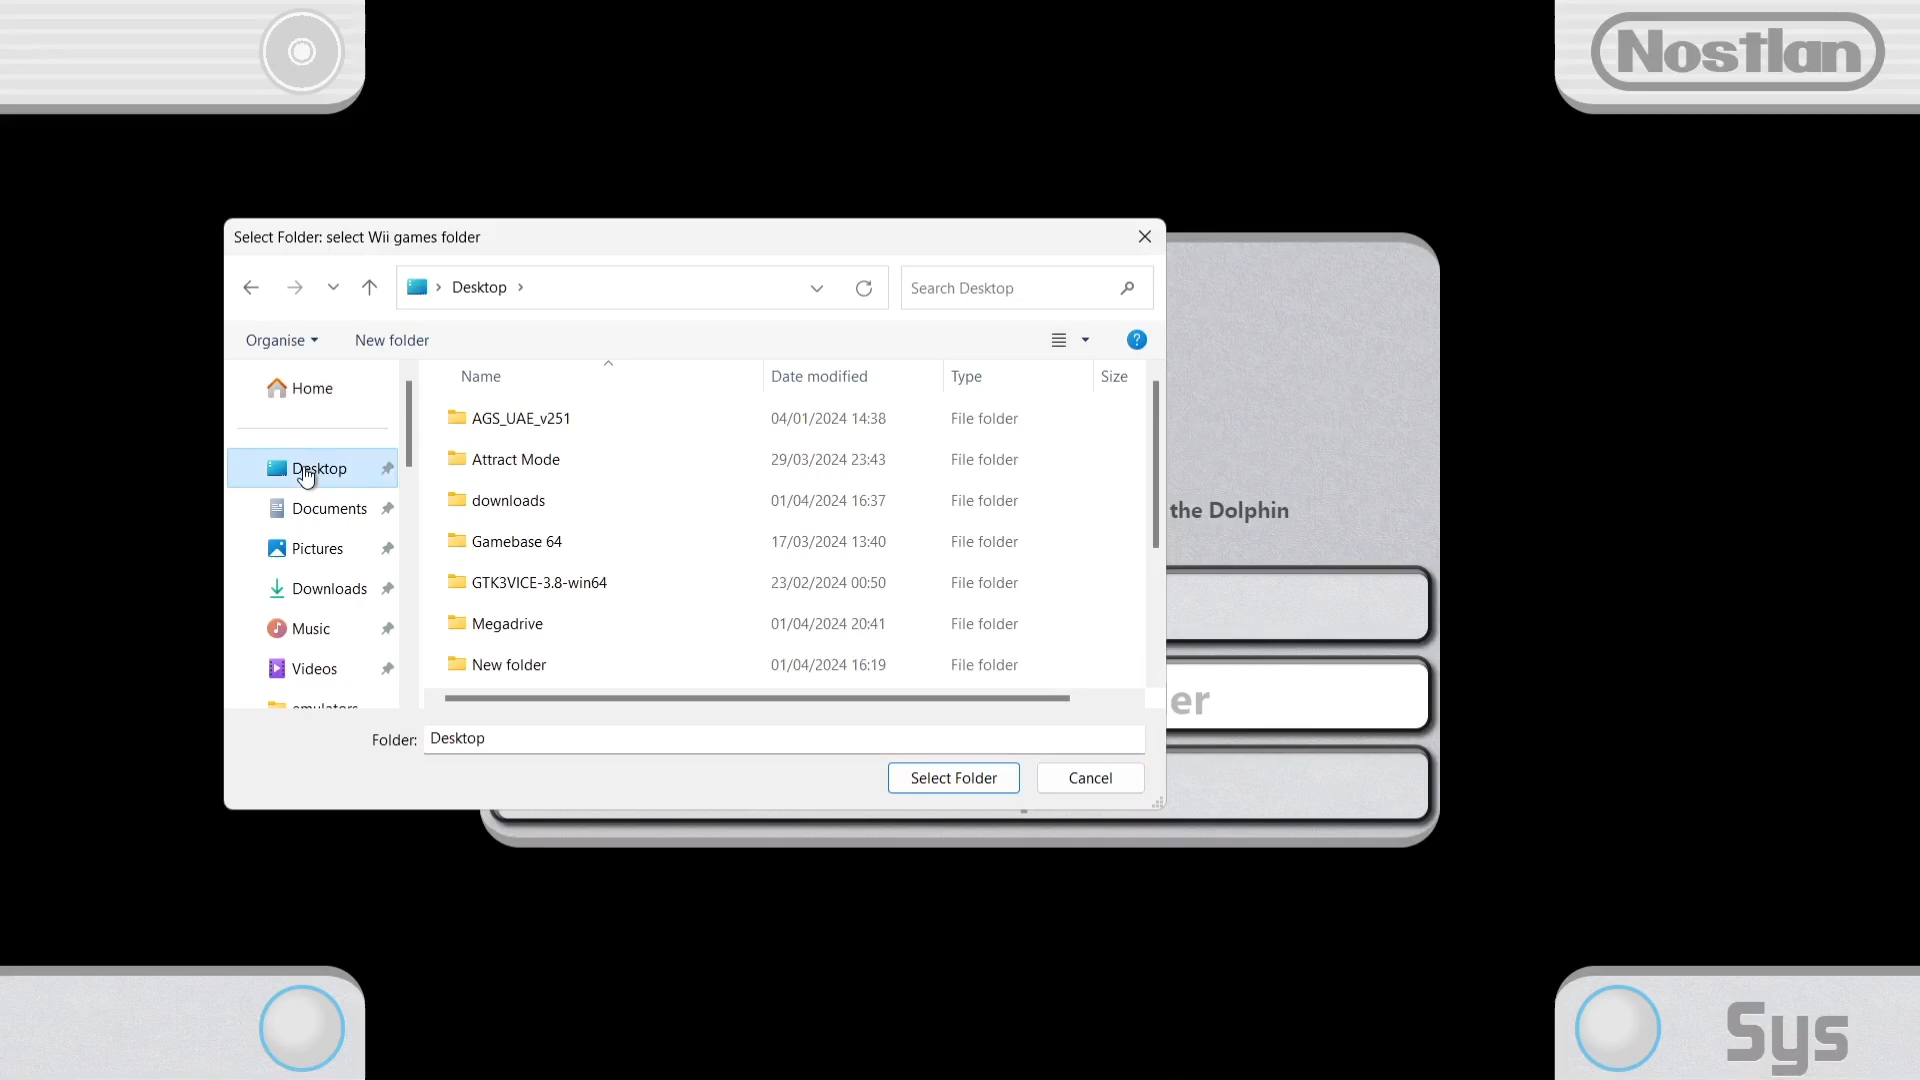 Nostlan
Select Folder: select Wii games folder
Desktop
Search Desktop
Organise
New folder
Name
Date modified
Type
Size
Home
Desktop
Documents
Pictures
Downloads
Music
Videos
emulators
AGS_UAE_v251 04/01/2024 14:38 File folder
Attract Mode 29/03/2024 23:43 File folder
downloads 01/04/2024 16:37 File folder
Gamebase 64 17/03/2024 13:40 File folder
GTK3VICE-3.8-win64 23/02/2024 00:50 File folder
Megadrive 01/04/2024 20:41 File folder
New folder 01/04/2024 16:19 File folder
the Dolphin
er
Folder: Desktop
Select Folder
Cancel
Sys